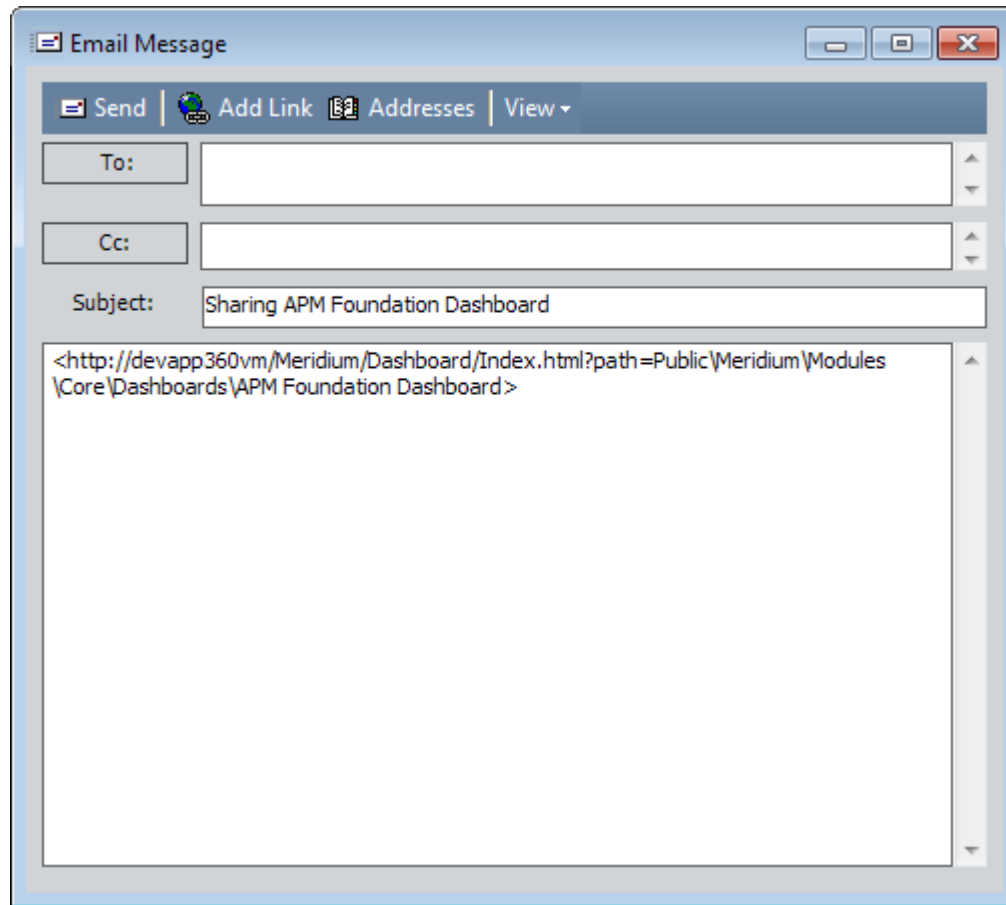 Email Message
Send Add Link Addresses View
To:
Cc:
Subject: Sharing APM Foundation Dashboard
<http://devapp360vm/Meridium/Dashboard/Index.html?path=Public\Meridium\Modules
\Core\Dashboards\APM Foundation Dashboard>